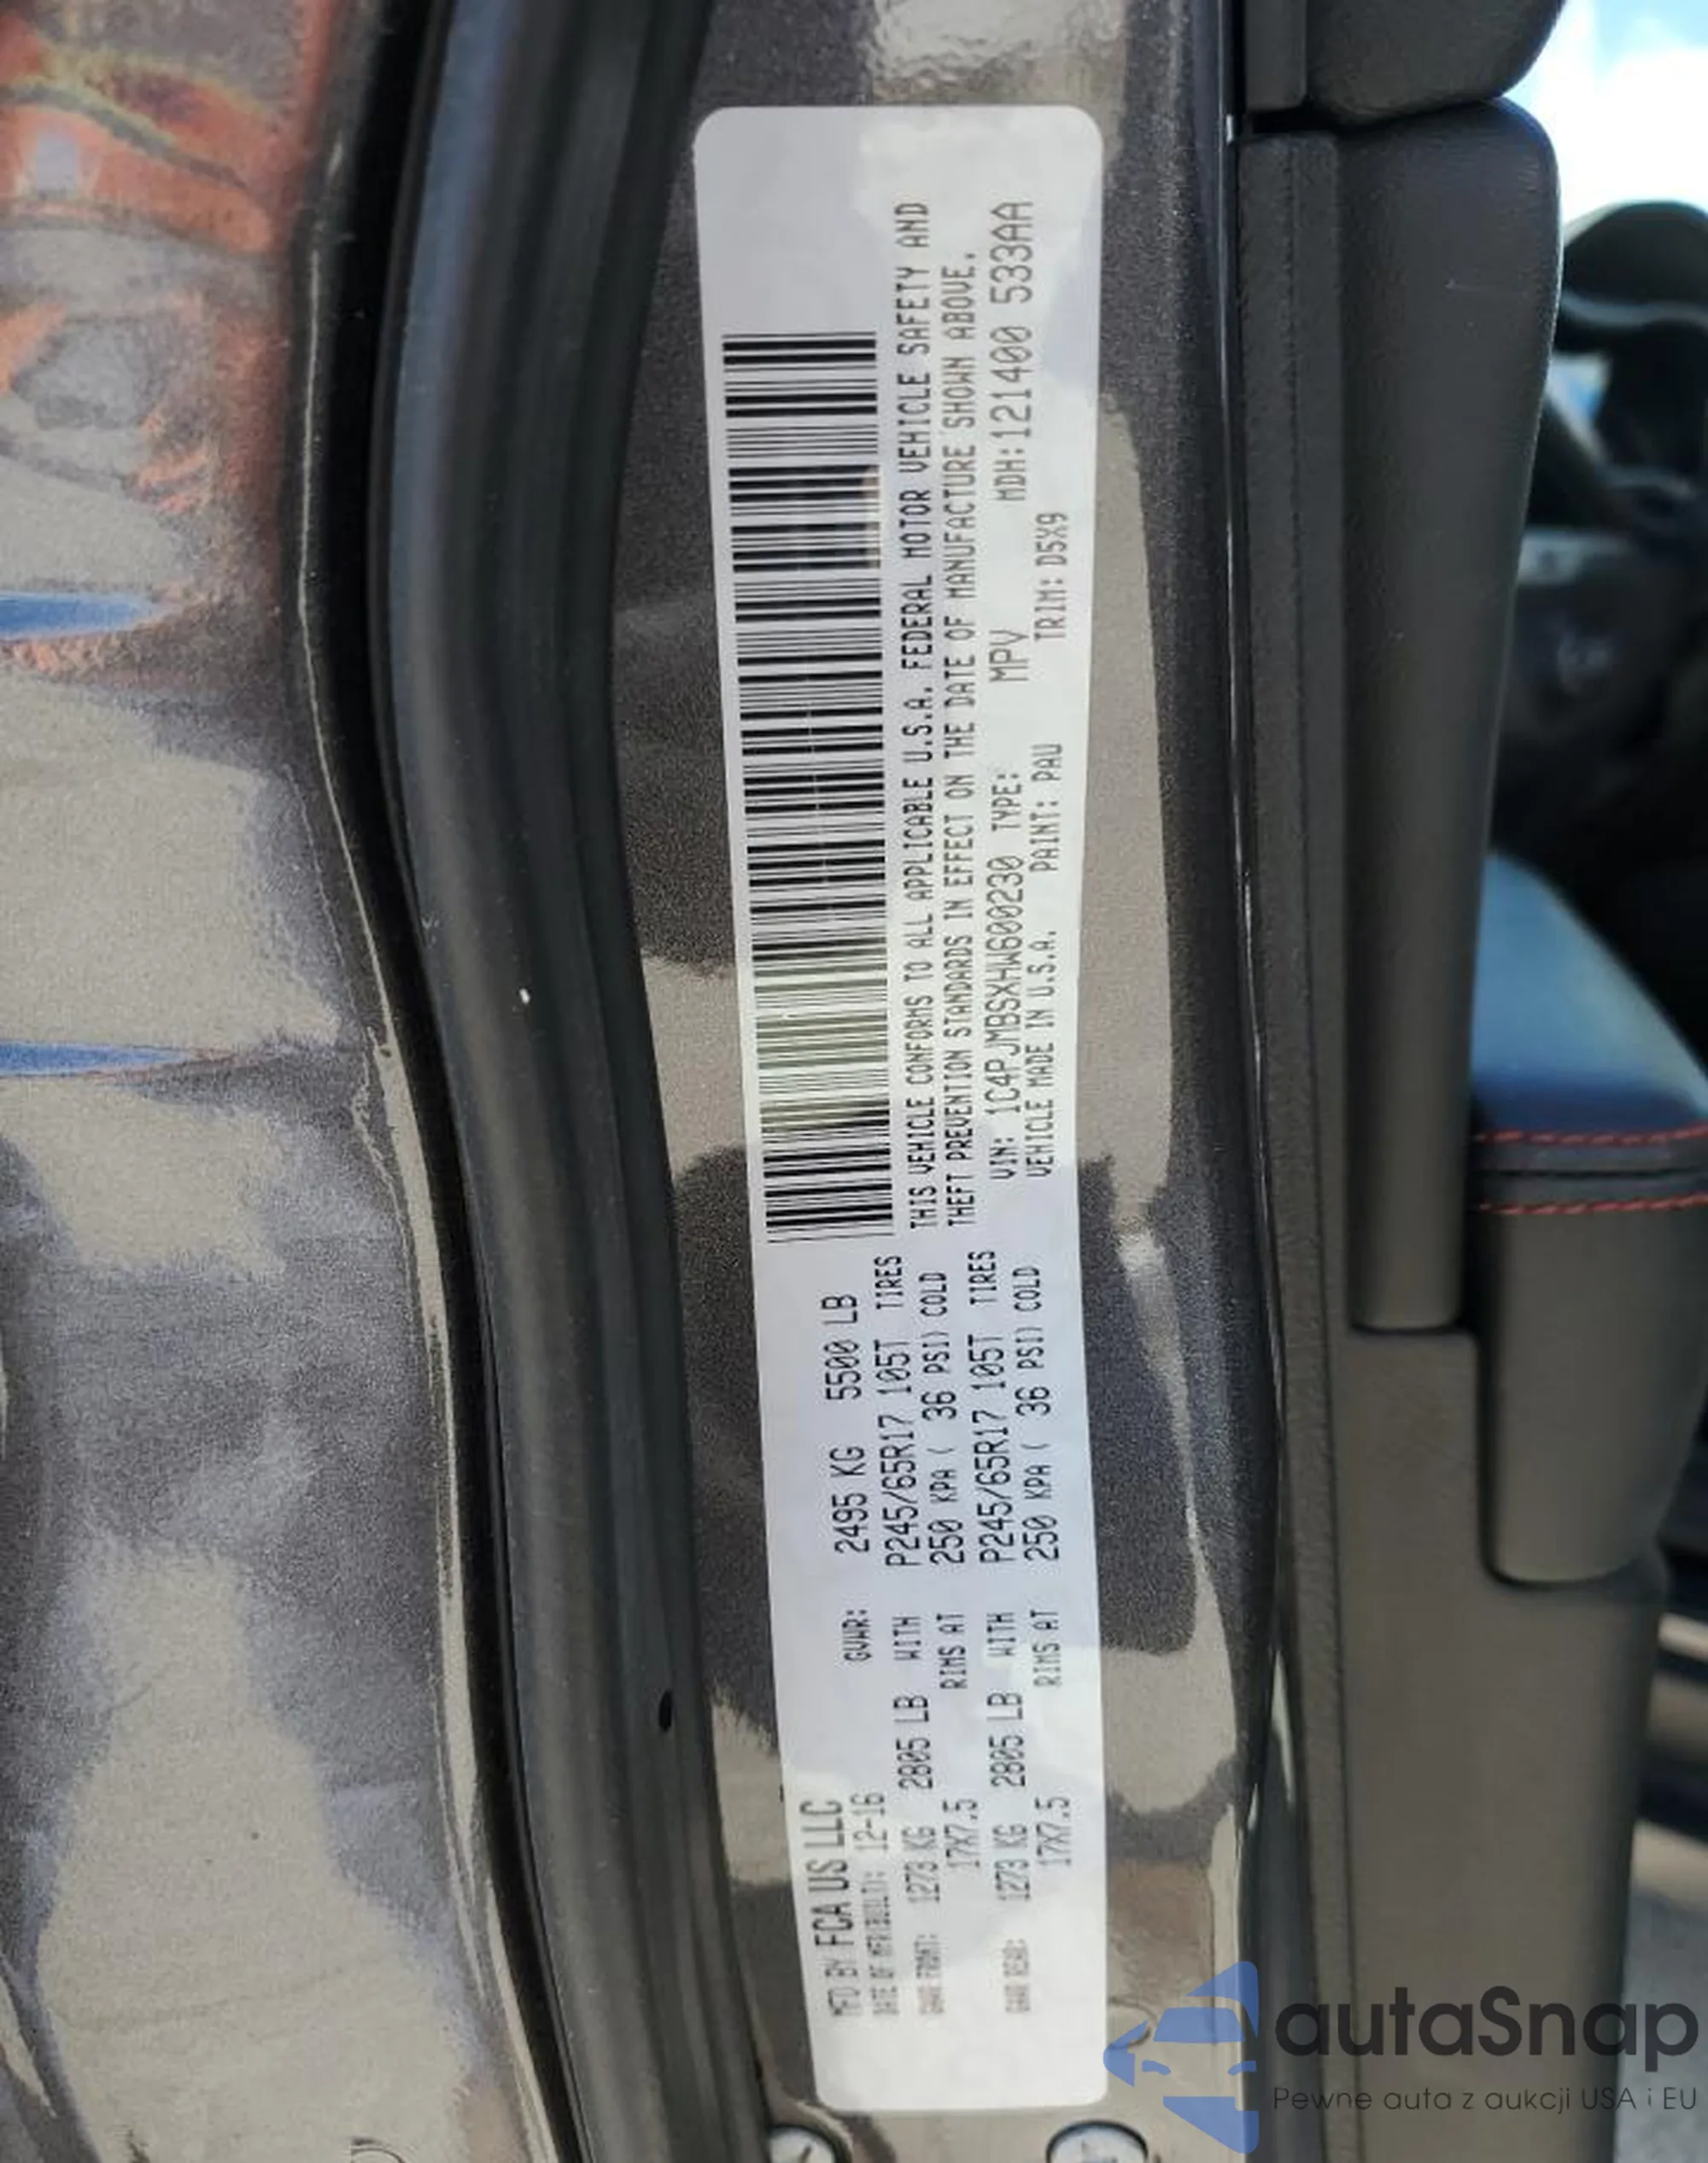 MFD BY FCA US LLC
DATE OF MFR(BUILT): 12-16
GVWR: 2495 KG 5500 LB
GAWR FRONT: 1273 KG 2805 LB WITH P245/65R17 105T TIRES
17X7.5 RIMS AT 250 KPA ( 36 PSI) COLD
GAWR REAR: 1273 KG 2805 LB WITH P245/65R17 105T TIRES
17X7.5 RIMS AT 250 KPA ( 36 PSI) COLD
THIS VEHICLE CONFORMS TO ALL APPLICABLE U.S.A. FEDERAL MOTOR VEHICLE SAFETY AND
THEFT PREVENTION STANDARDS IN EFFECT ON THE DATE OF MANUFACTURE SHOWN ABOVE.
VIN: 1C4PJMBSXHW600230 TYPE: MPV MDH:121400 533AA
VEHICLE MADE IN U.S.A. PAINT: PAU TRIM: D5X9
autaSnap
Pewne auta z aukcji USA i EU